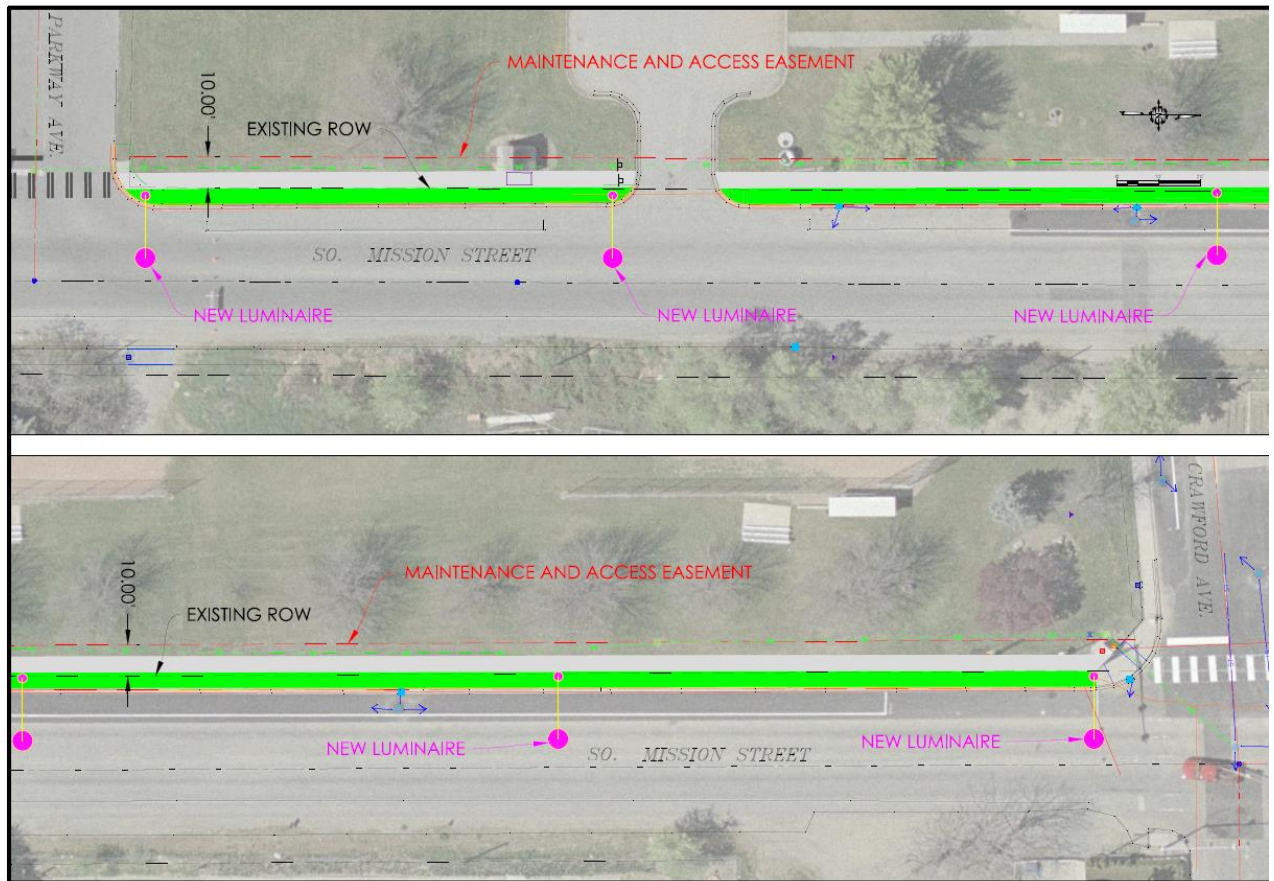 PARKWAY AVE.
MAINTENANCE AND ACCESS EASEMENT
10.00'
EXISTING ROW
SO. MISSION STREET
NEW LUMINAIRE
NEW LUMINAIRE
NEW LUMINAIRE
CRAWFORD AVE.
MAINTENANCE AND ACCESS EASEMENT
10.00'
EXISTING ROW
NEW LUMINAIRE
NEW LUMINAIRE
SO. MISSION STREET